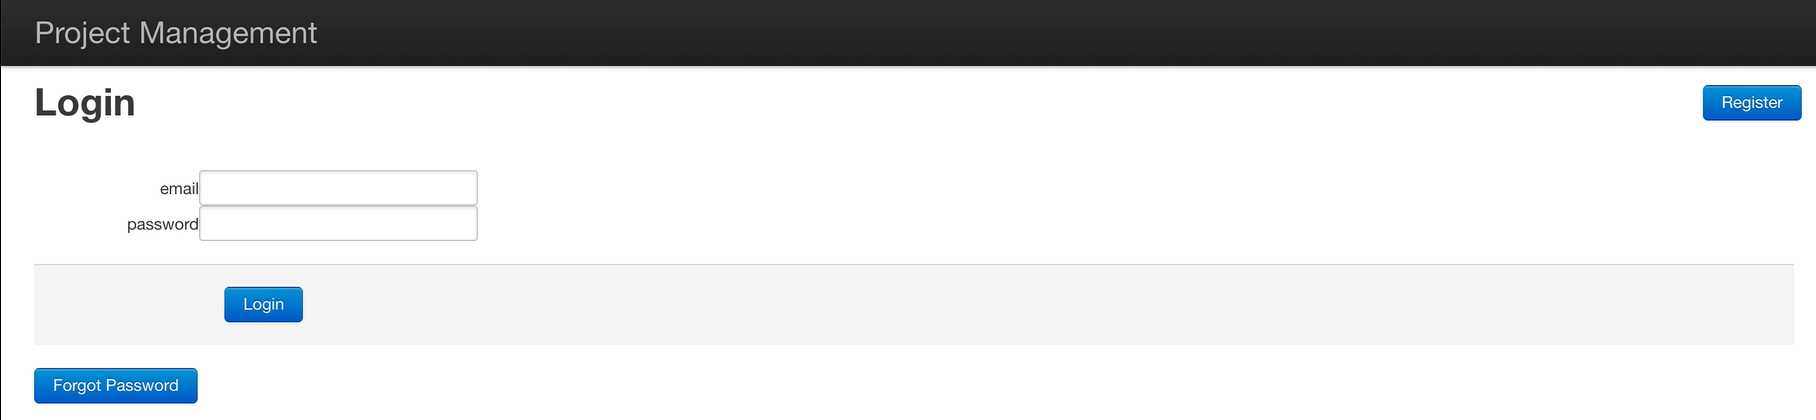 Project Management
Login
Register
email
password
Login
Forgot Password